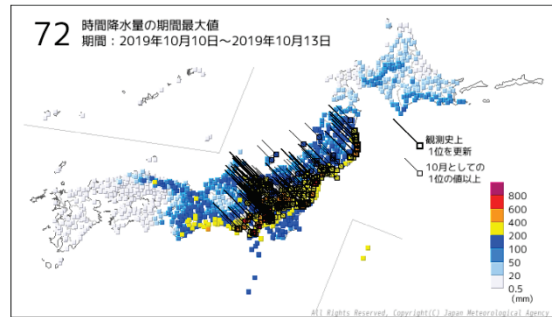 72 時間降水量の期間最大値
期間：2019年10月10日～2019年10月13日
観測史上
1位を更新
10月としての
1位の値以上
800
600
400
200
100
50
20
0.5
(mm)
All Rights Reserved, Copyright(C) Japan Meteorological Agency